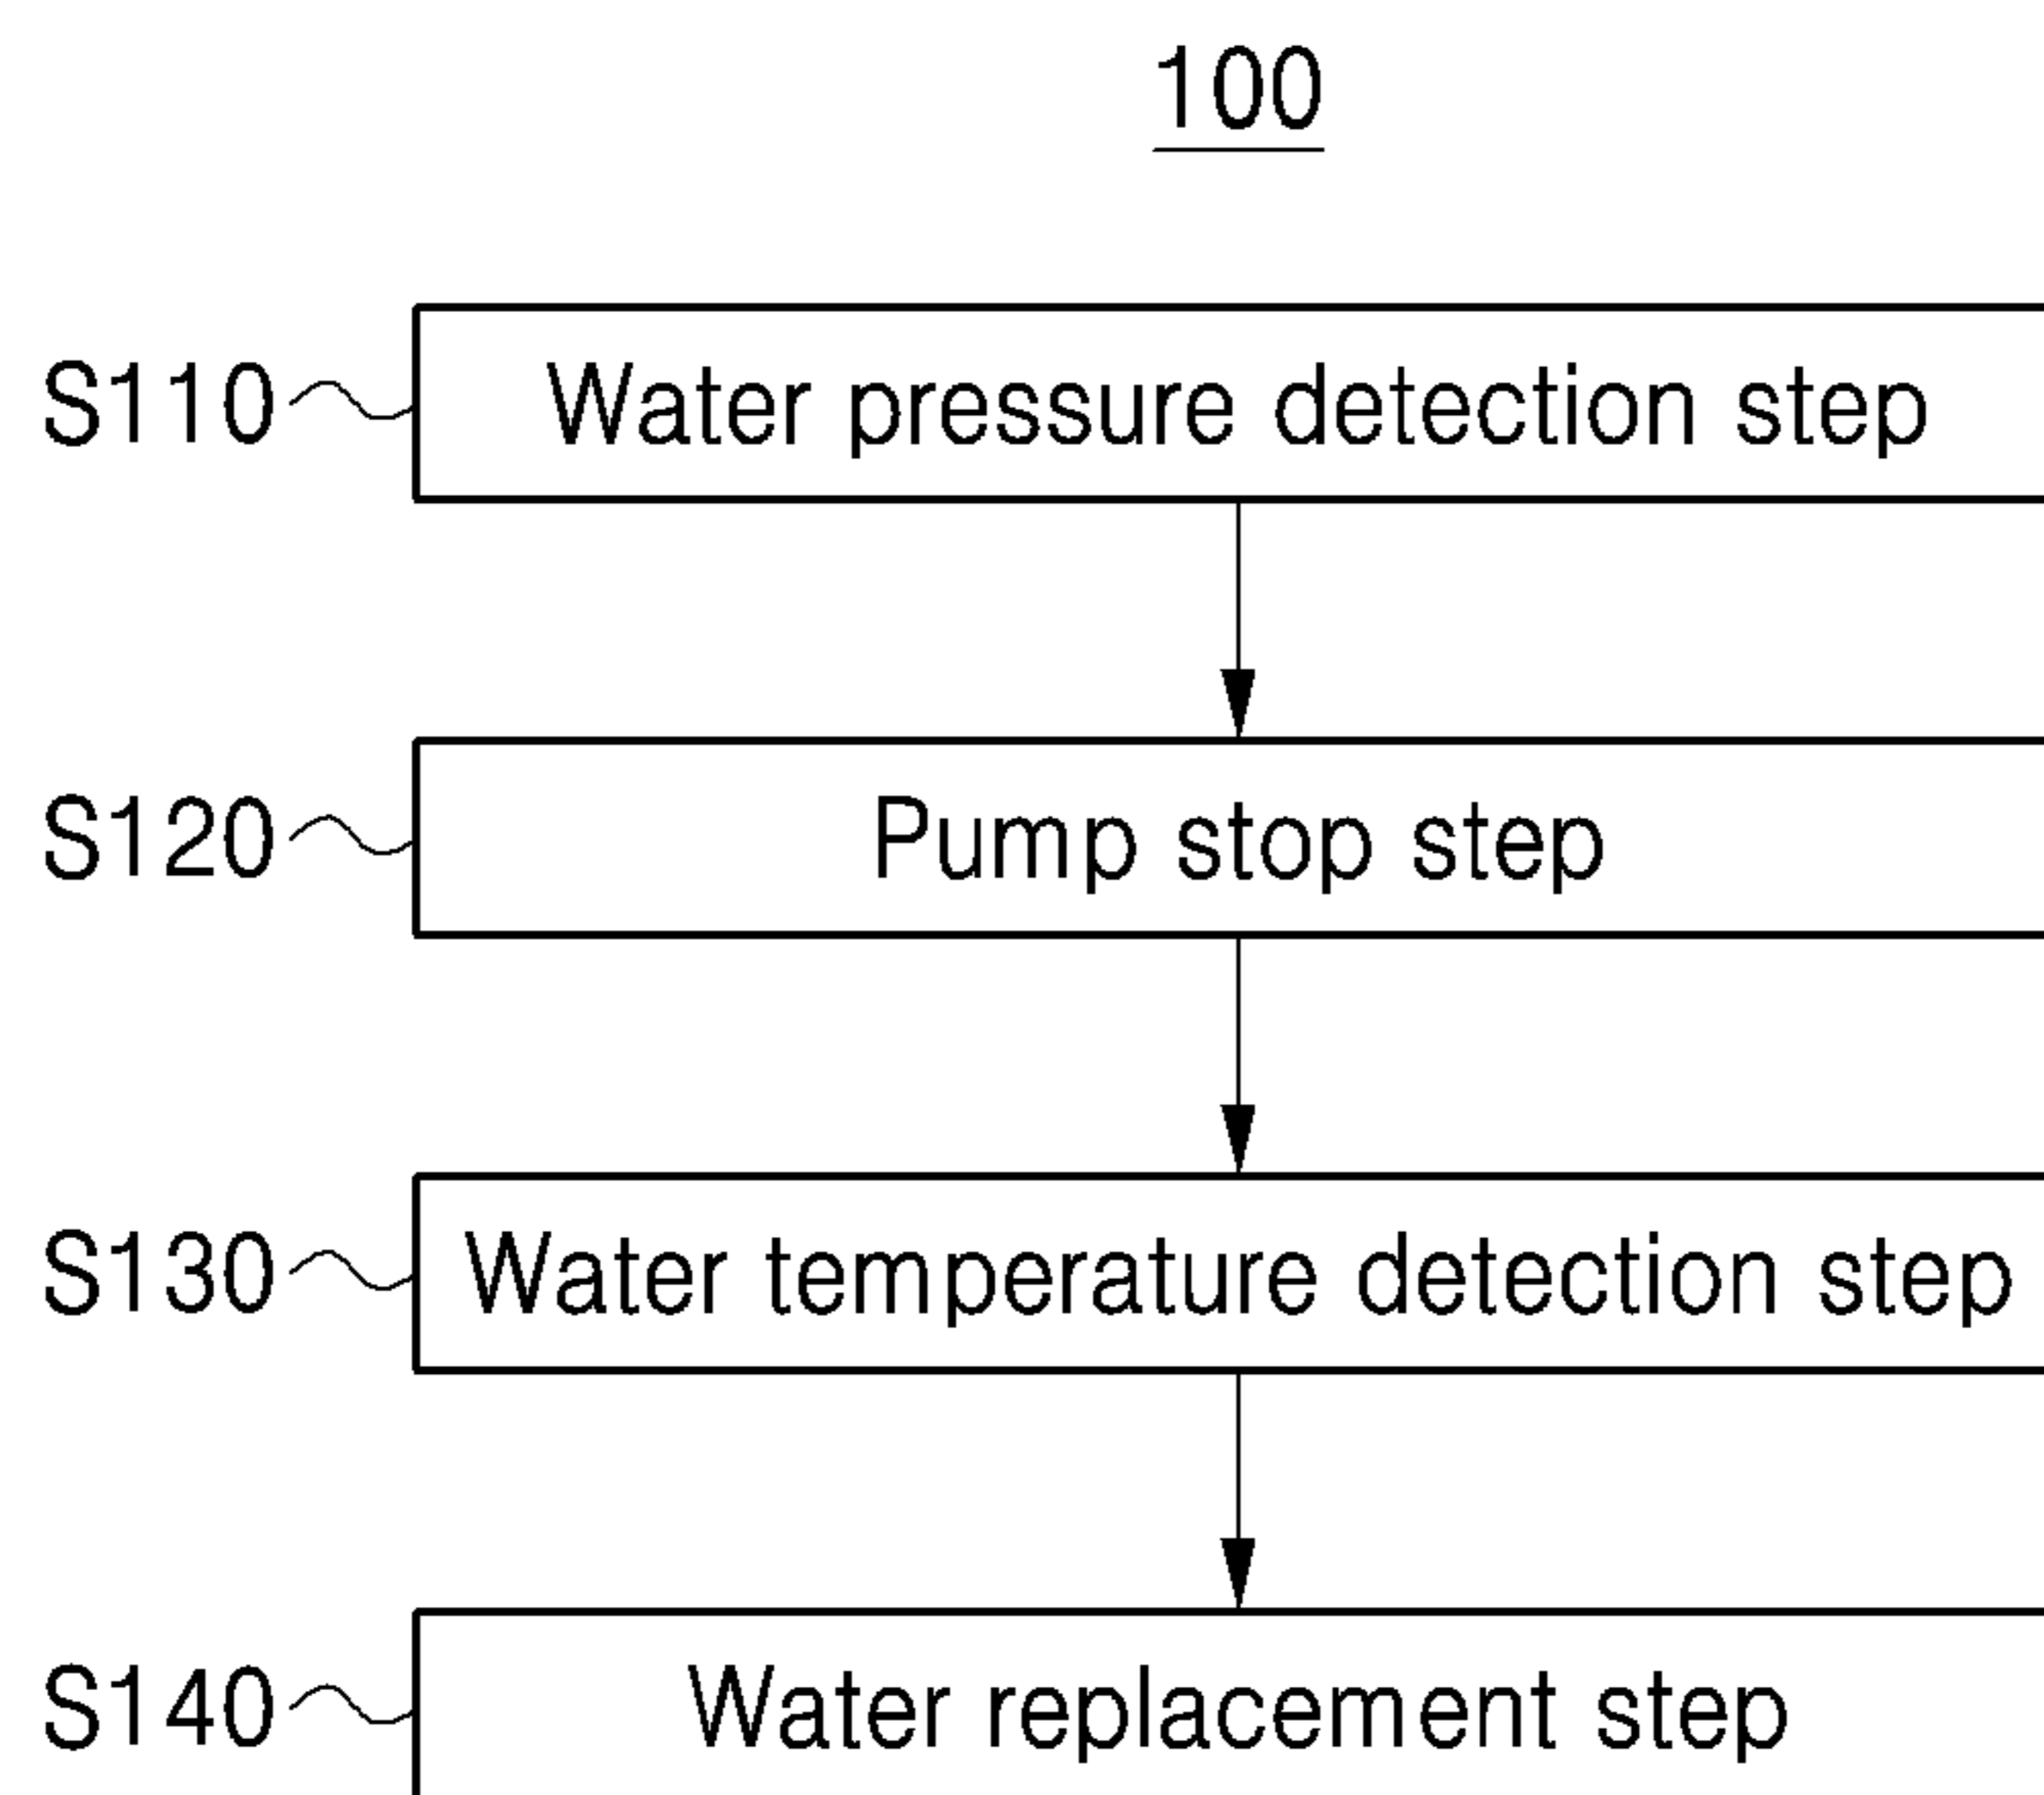 100
S110 Water pressure detection step
S120 Pump stop step
S130 Water temperature detection step
S140 Water replacement step